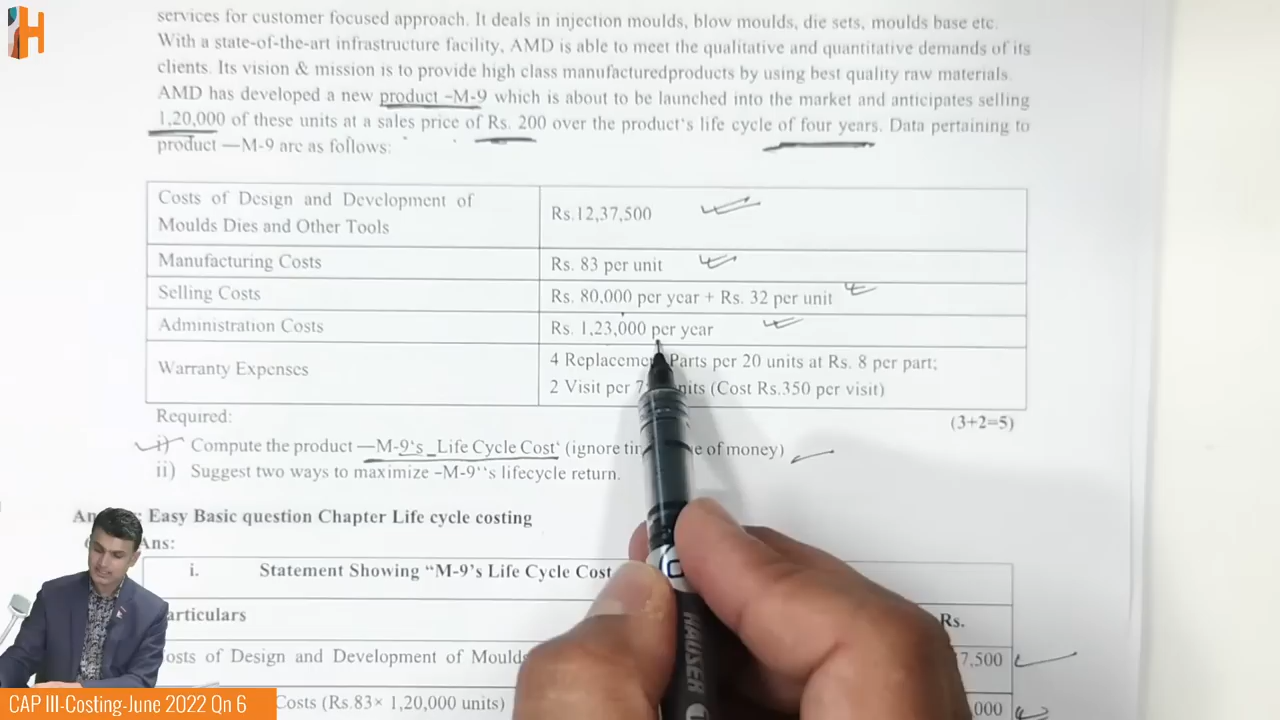 H
services for customer focused approach. It deals in injection moulds, blow moulds, die sets, moulds base etc.
With a state-of-the-art infrastructure facility, AMD is able to meet the qualitative and quantitative demands of its
clients. Its vision & mission is to provide high class manufacturedproducts by using best quality raw materials.
AMD has developed a new product –M-9 which is about to be launched into the market and anticipates selling
1,20,000 of these units at a sales price of Rs. 200 over the product's life cycle of four years. Data pertaining to
product —M-9 are as follows:
Costs of Design and Development of Rs.12,37,500
Moulds Dies and Other Tools
Manufacturing Costs Rs. 83 per unit
Selling Costs Rs. 80,000 per year + Rs. 32 per unit
Administration Costs Rs. 1,23,000 per year
Warranty Expenses 4 Parts per 20 units at Rs. 8 per part;
2 Visit per (Cost Rs.350 per visit)
Required: (3+2=5)
i) Compute the product —M-9's _Life Cycle Cost' (ignore of money)
ii) Suggest two ways to maximize –M-9''s lifecycle return.
Easy Basic question Chapter Life cycle costing
Ans:
i. Statement Showing "M-9's Life Cycle Cost
Rs.
of Design and Development of 7,500
Costs (Rs.83× 1,20,000 units) 000
HAUSER
CAP III-Costing-June 2022 Qn 6